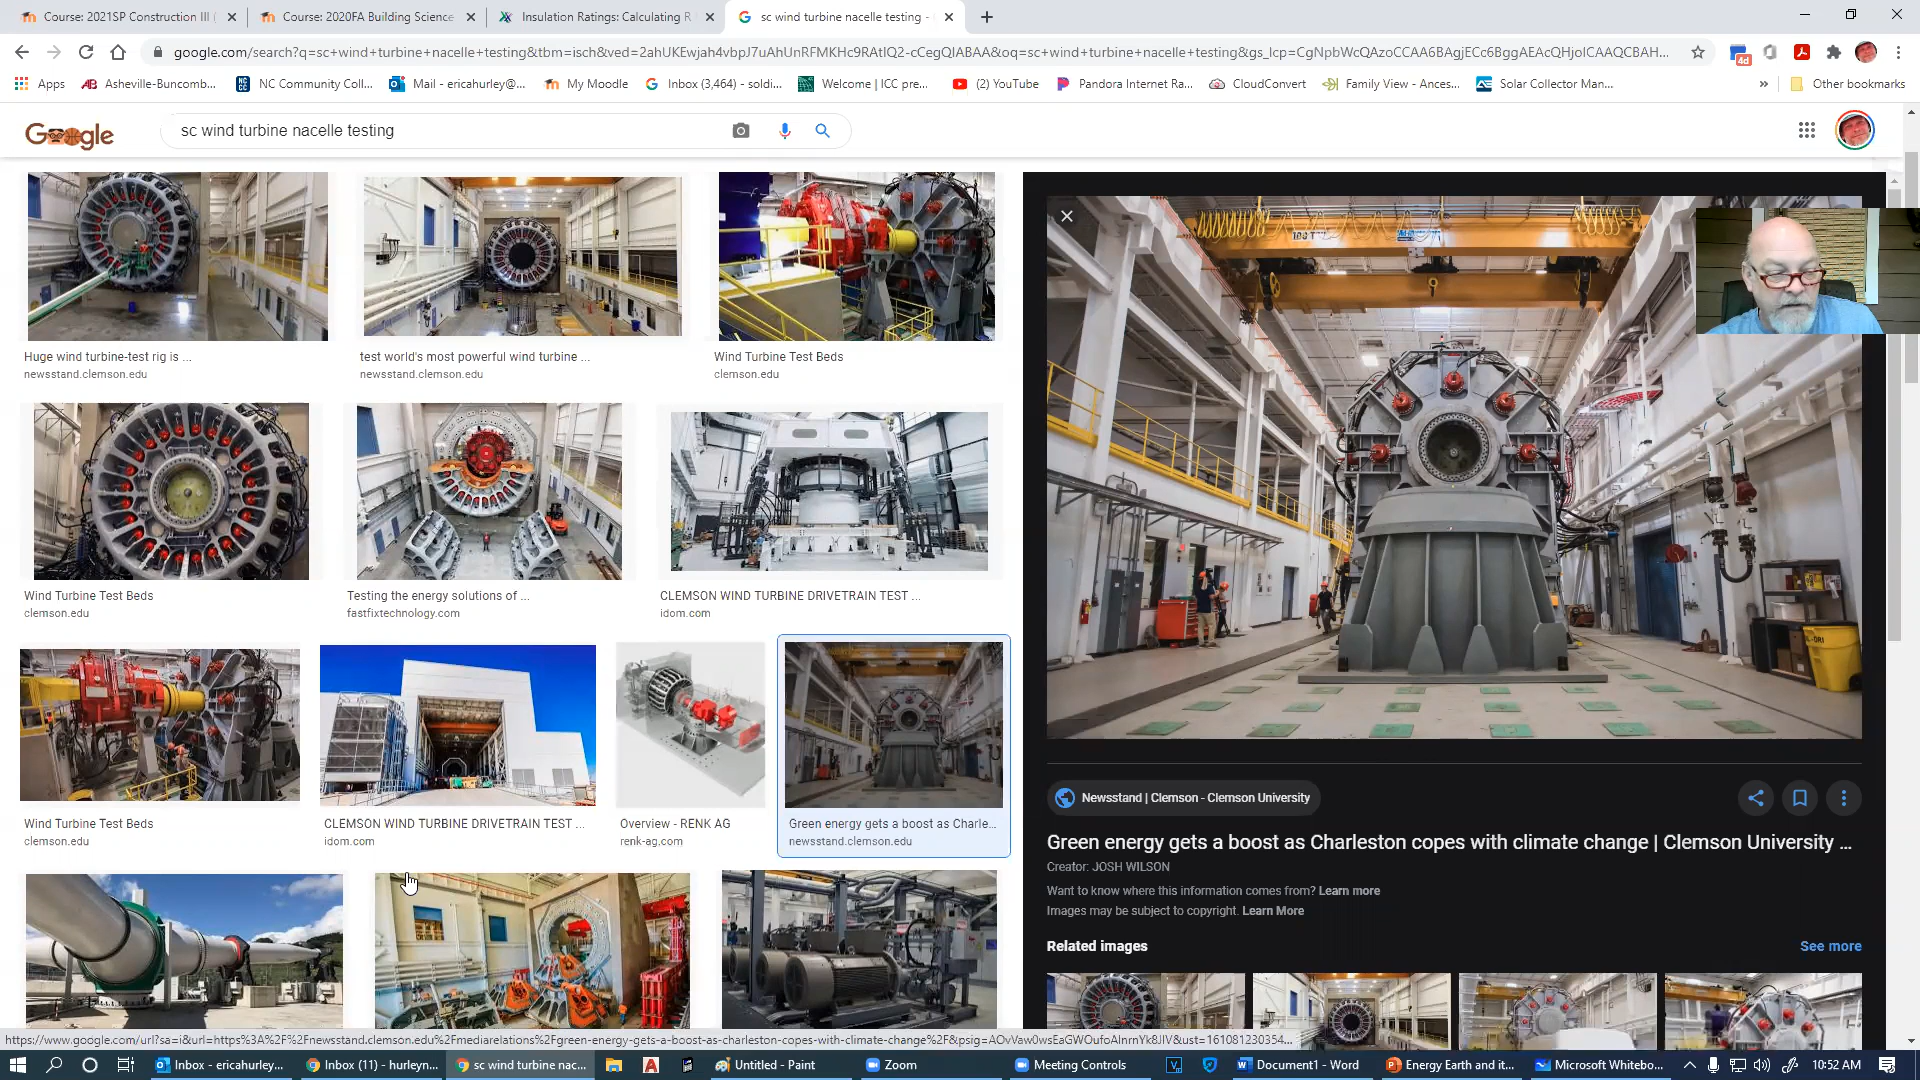 Course: 2021SP Construction III (
Course: 2020FA Building Science
Insulation Ratings: Calculating R
sc wind turbine nacelle testing -
google.com/search?q=sc+wind+turbine+nacelle+testing&tbm=isch&ved=2ahUKEwjah4vbpJ7uAhUnRFMKHc9RAtIQ2-cCegQIABAA&oq=sc+wind+turbine+nacelle+testing&gs_lcp=CgNpbWcQAzoCCAA6BAgjECc6BggAEAcQHjoICAAQCBAH...
4d
Apps
Asheville-Buncomb...
NC Community Coll...
Mail - ericahurley@...
My Moodle
Inbox (3,464) - soldi...
Welcome | ICC pre...
(2) YouTube
Pandora Internet Ra...
CloudConvert
Family View - Ances...
Solar Collector Man...
»
Other bookmarks
Google
sc wind turbine nacelle testing
Huge wind turbine-test rig is ...
newsstand.clemson.edu
test world's most powerful wind turbine ...
newsstand.clemson.edu
Wind Turbine Test Beds
clemson.edu
Wind Turbine Test Beds
clemson.edu
Testing the energy solutions of ...
fastfixtechnology.com
CLEMSON WIND TURBINE DRIVETRAIN TEST ...
idom.com
Wind Turbine Test Beds
clemson.edu
CLEMSON WIND TURBINE DRIVETRAIN TEST ...
idom.com
Overview - RENK AG
renk-ag.com
Green energy gets a boost as Charle...
newsstand.clemson.edu
Newsstand | Clemson - Clemson University
Green energy gets a boost as Charleston copes with climate change | Clemson University ...
Creator: JOSH WILSON
Want to know where this information comes from? Learn more
Images may be subject to copyright. Learn More
Related images
See more
https://www.google.com/url?sa=i&url=https%3A%2F%2Fnewsstand.clemson.edu%2Fmediarelations%2Fgreen-energy-gets-a-boost-as-charleston-copes-with-climate-change%2F&psig=AOvVaw0wsEaGWOufoAlnrnYk8JIV&ust=161081230354...
Inbox - ericahurley...
Inbox (11) - hurleyn...
sc wind turbine nac...
Untitled - Paint
Zoom
Meeting Controls
Document1 - Word
Energy Earth and it...
Microsoft Whitebo...
10:52 AM